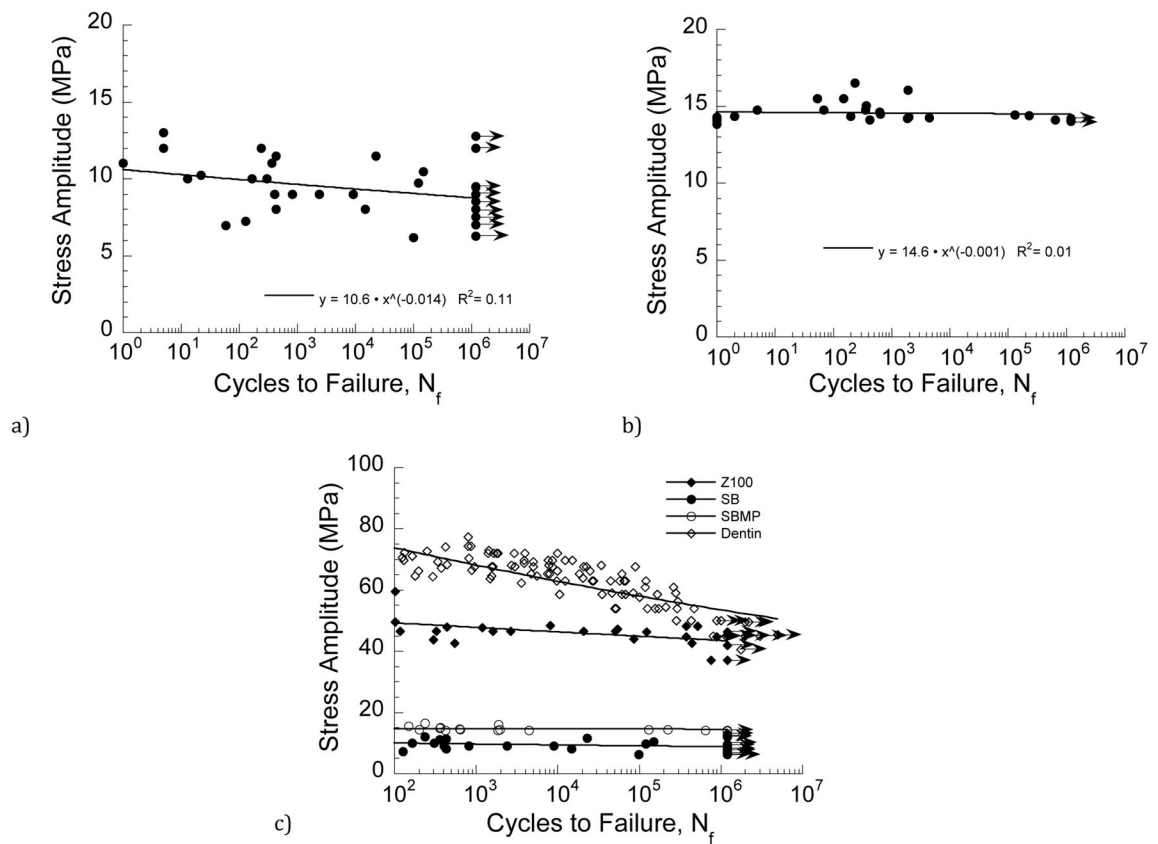 a)
20
15
10
5
0
Stress Amplitude (MPa)
y = 10.6 • x^(-0.014) R²= 0.11
10⁰ 10¹ 10² 10³ 10⁴ 10⁵ 10⁶ 10⁷
Cycles to Failure, N_f
b)
20
15
10
5
0
Stress Amplitude (MPa)
y = 14.6 • x^(-0.001) R²= 0.01
10⁰ 10¹ 10² 10³ 10⁴ 10⁵ 10⁶ 10⁷
Cycles to Failure, N_f
c)
100
80
60
40
20
0
Stress Amplitude (MPa)
Z100
SB
SBMP
Dentin
10² 10³ 10⁴ 10⁵ 10⁶ 10⁷
Cycles to Failure, N_f